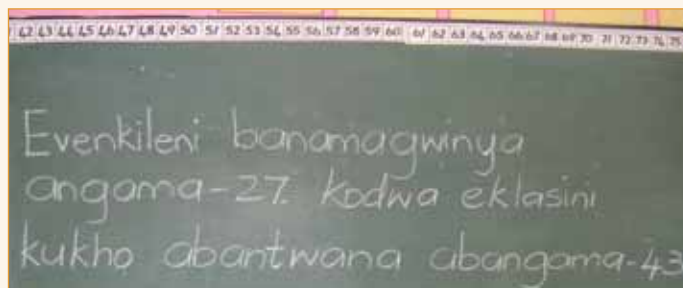 42 43 44 45 46 47 48 49 50 51 52 53 54 55 56 57 58 59 60 61 62 63 64 65 66 67 68 69 70 71 72 73 74 75
Evenkileni banamagwinya
angama-27. kodwa eklasini
kukho abantwana abangama-43